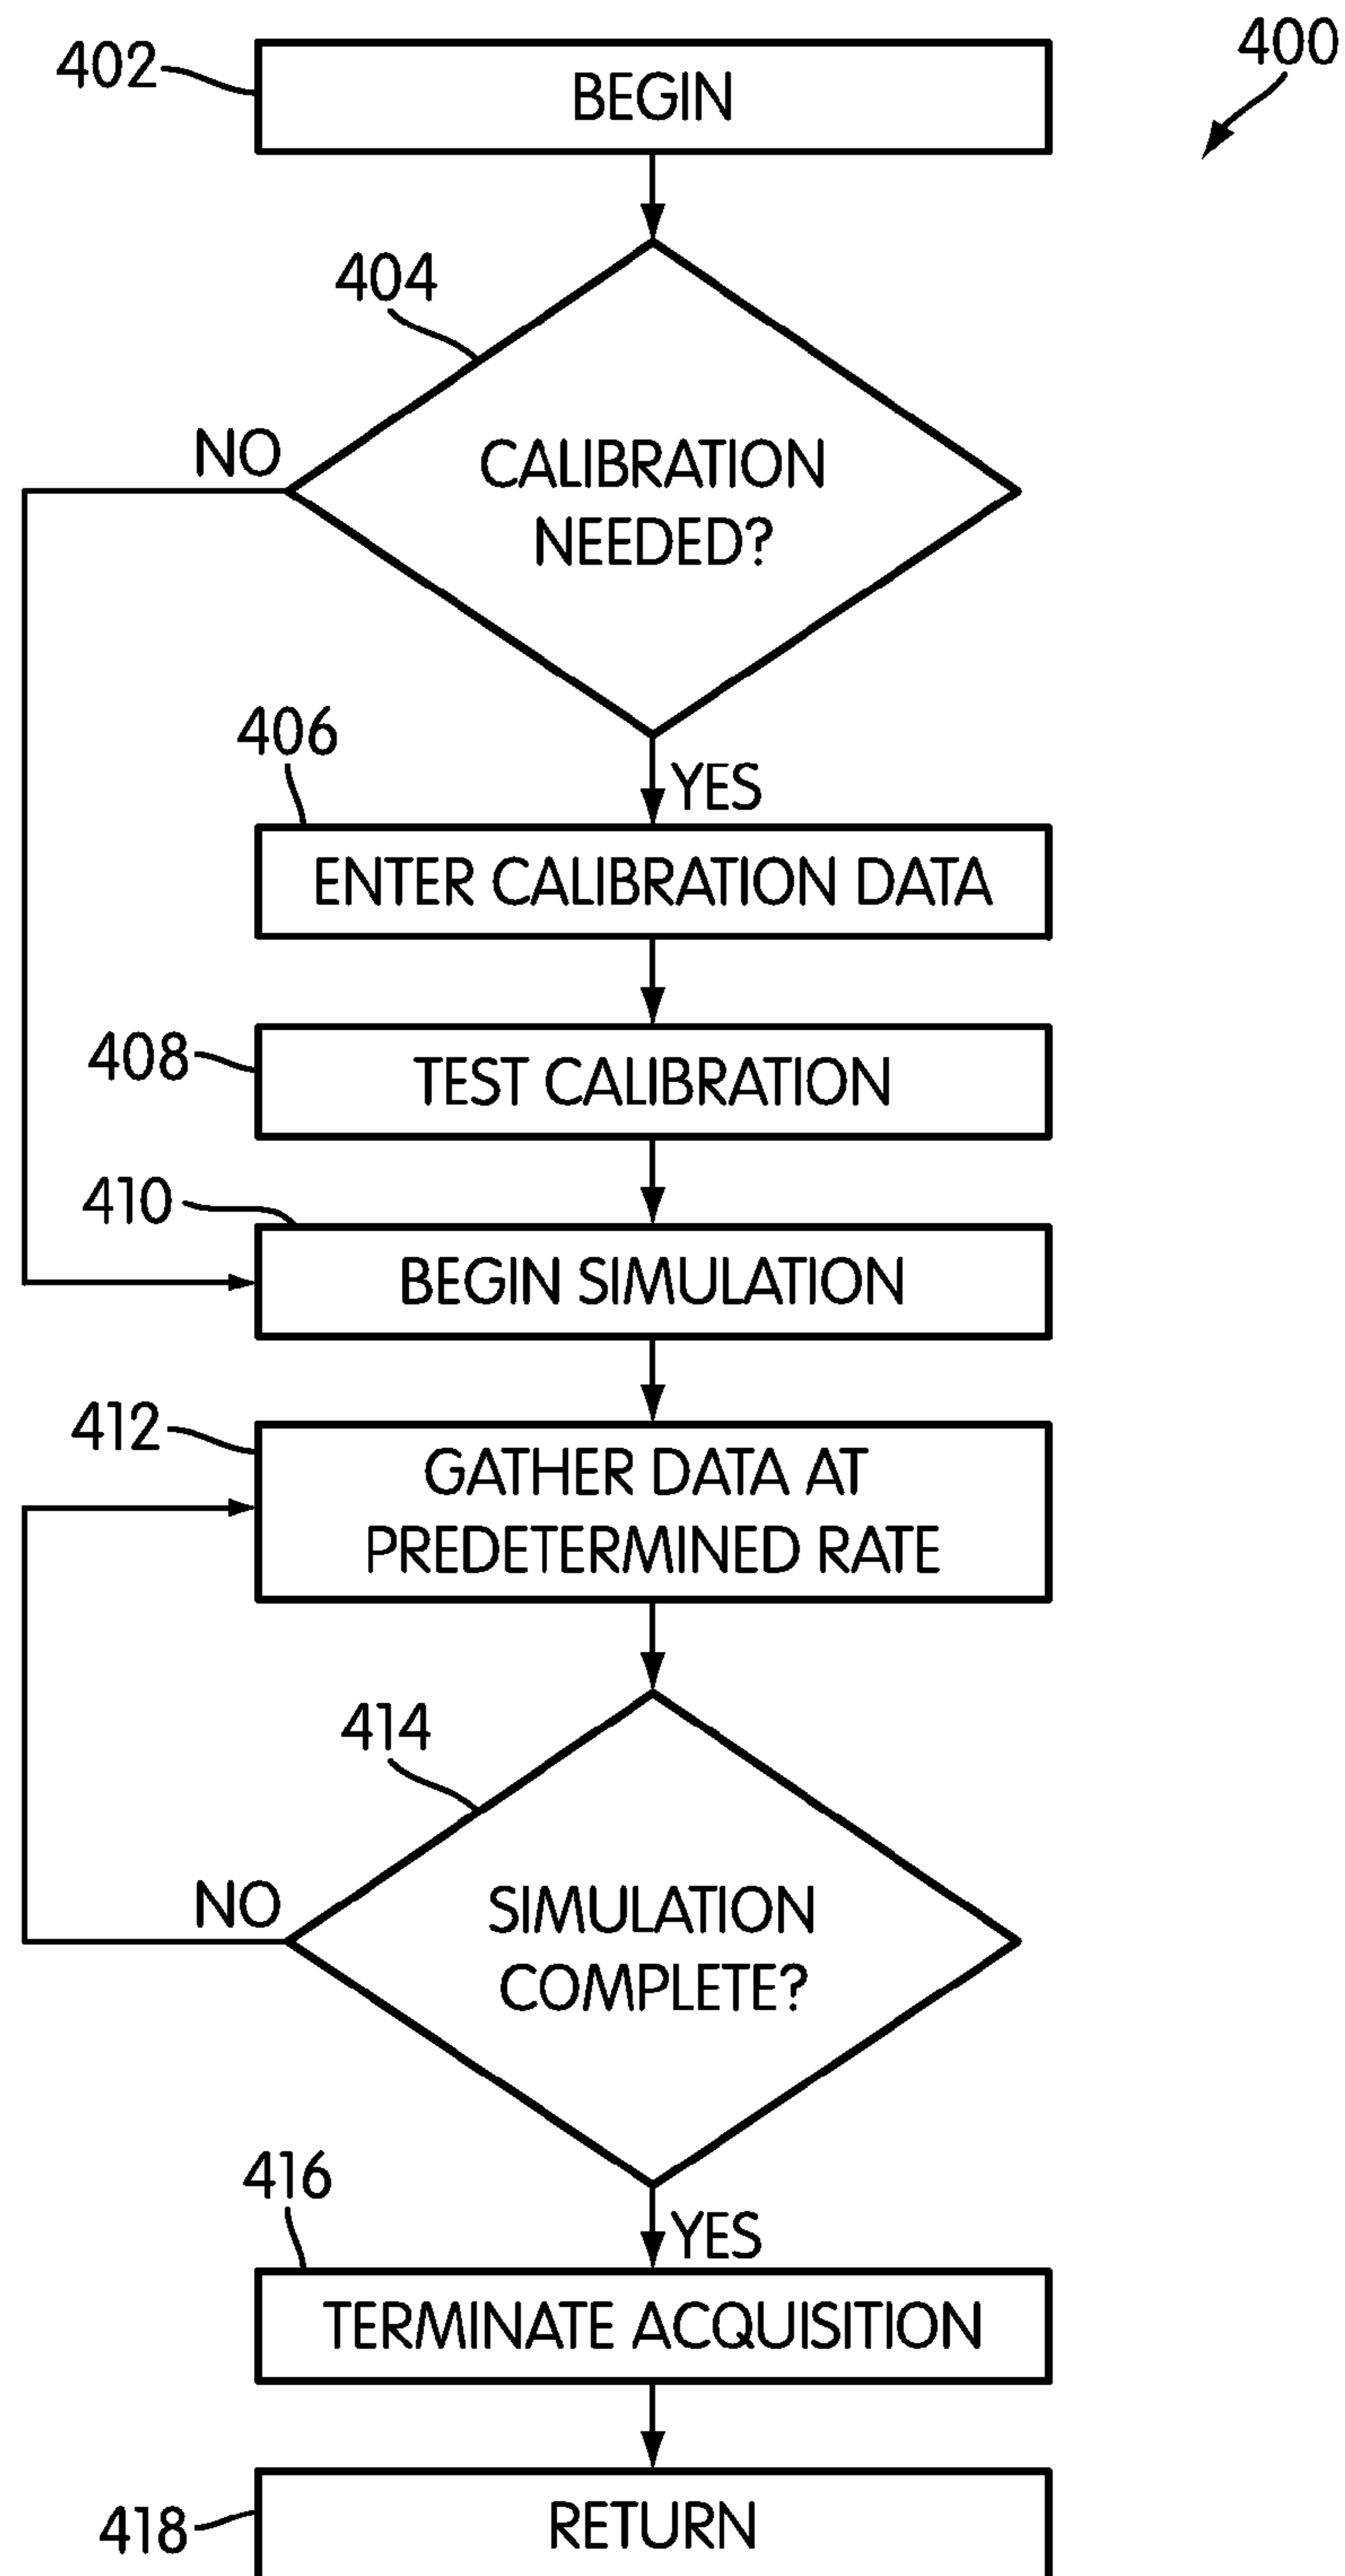 400
402
BEGIN
404
NO
CALIBRATION
NEEDED?
YES
406
ENTER CALIBRATION DATA
408
TEST CALIBRATION
410
BEGIN SIMULATION
412
GATHER DATA AT
PREDETERMINED RATE
414
NO
SIMULATION
COMPLETE?
YES
416
TERMINATE ACQUISITION
418
RETURN